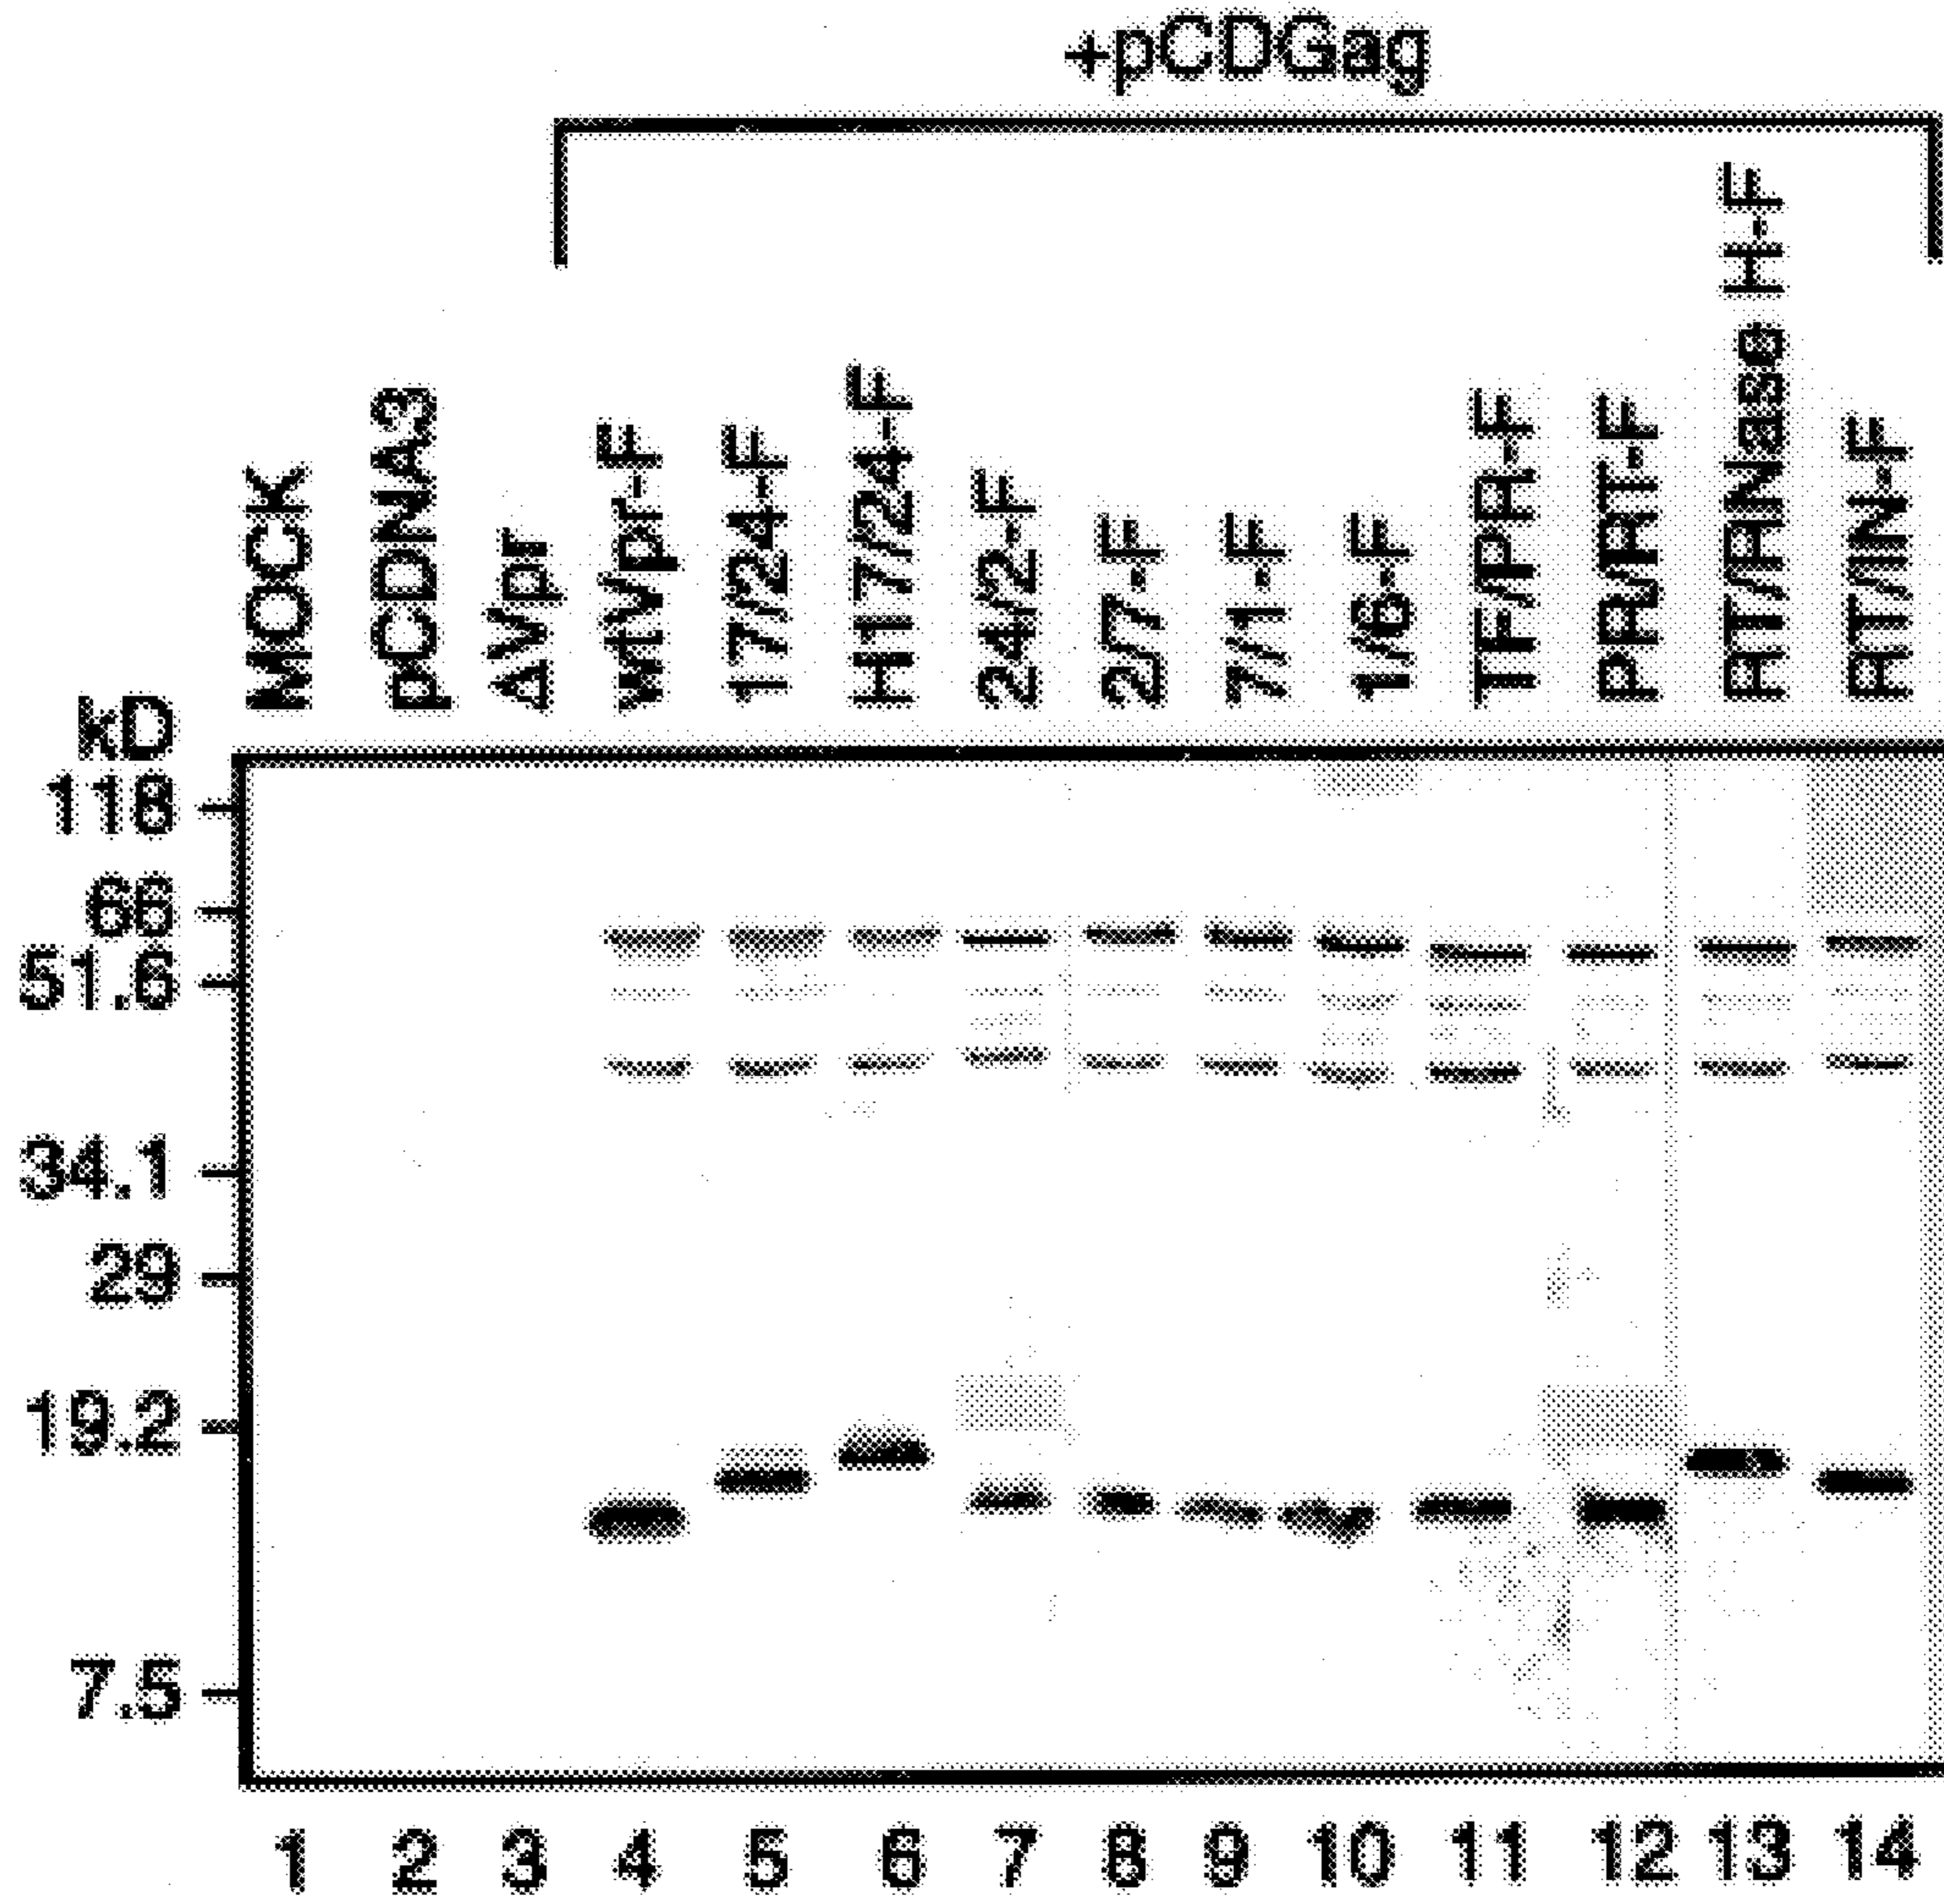 +pCDGag
MOCK
pCDNA3
ΔVpr
wtVpr-F
17/24-F
H17/24-F
24/2-F
2/7-F
7/1-F
1/6-F
TF/PR-F
PR/RT-F
RT/RNase H-F
RT/IN-F
kD
116
66
51.6
34.1
29
19.2
7.5
1 2 3 4 5 6 7 8 9 10 11 12 13 14